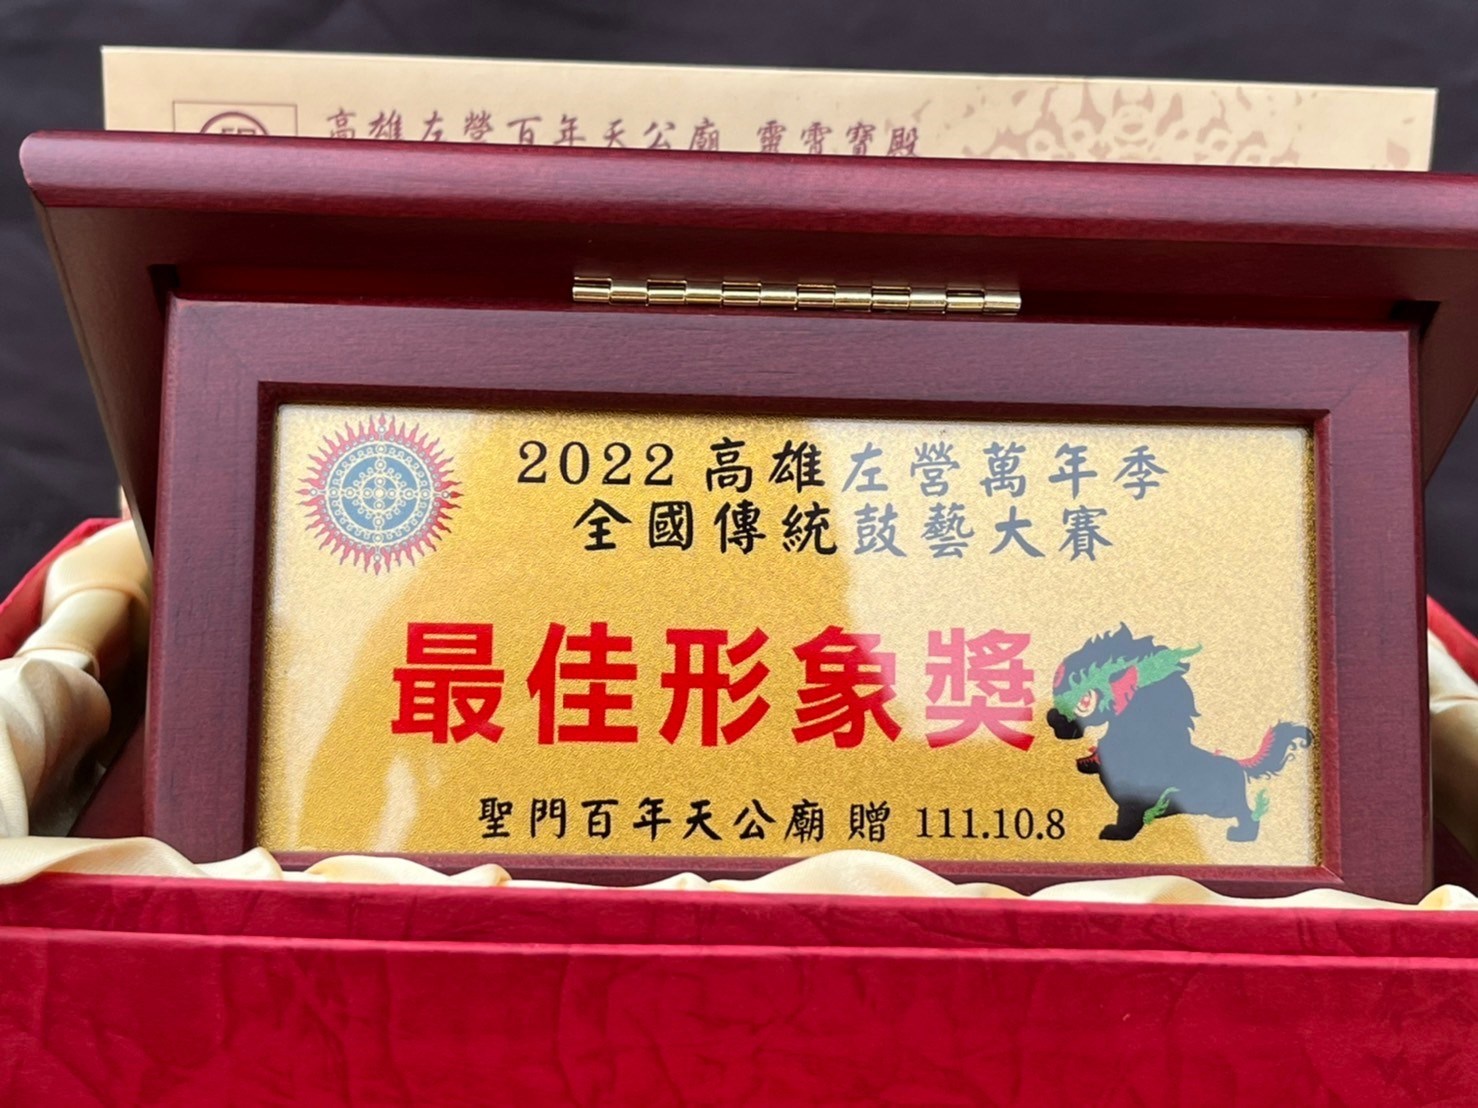 高雄左營百年天公廟 靈霄寶殿
2022 高雄左營萬年季
全國傳統鼓藝大賽
最佳形象獎
聖門百年天公廟 贈 111.10.8